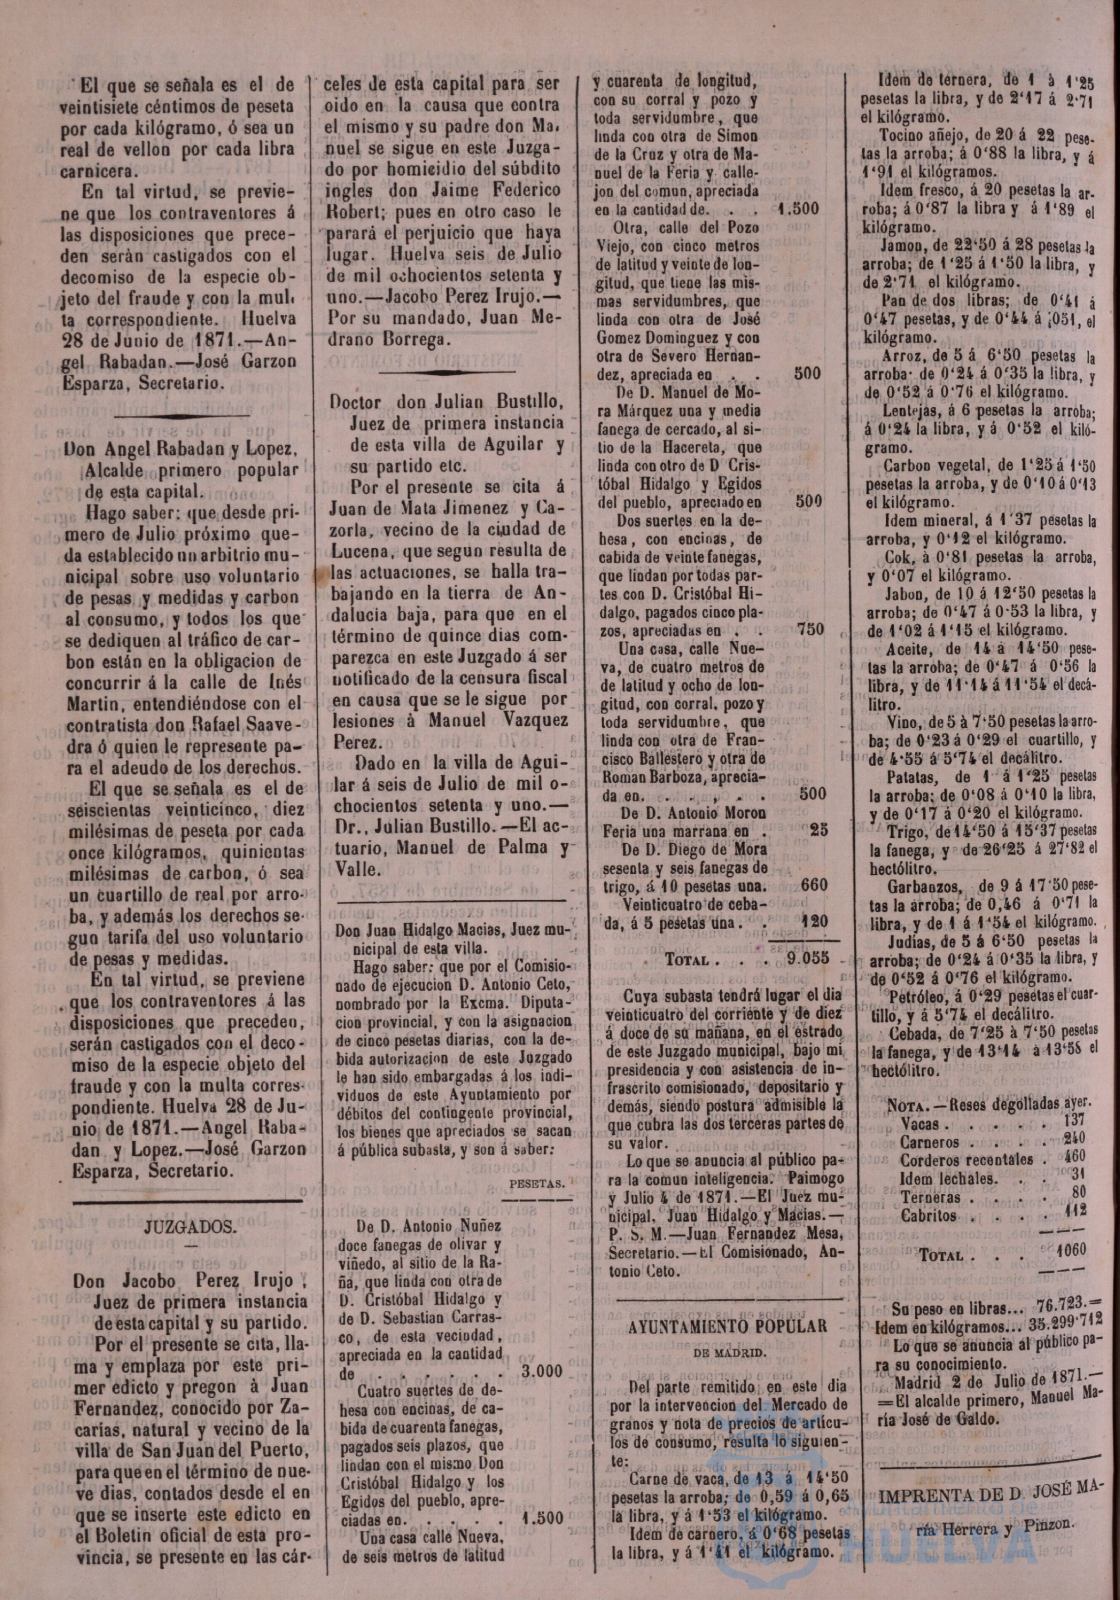 El que se señala es el de
veintisiete céntimos de peseta
por cada kilógramo, ó sea un
real de vellon por cada libra
carnicera.
En tal virtud, se previe-
ne que los contraventores á
las disposiciones que prece-
den seràn castigados con el
decomiso de la especie ob-
jeto del fraude y con la mul-
ta correspondiente. Huelva
28 de Junio de 1871.—An-
gel Rabadan.—José Garzon
Esparza, Secretario.
Don Angel Rabadan y Lopez,
Alcalde primero popular
de esta capital.
Hago saber: que desde pri-
mero de Julio próximo que-
da establecido un arbitrio mu-
nicipal sobre uso voluntario
de pesas y medidas y carbon
al consumo, y todos los que
se dediquen al tráfico de car-
bon están en la obligacion de
concurrir á la calle de Inés
Martin, entendiéndose con el
contratista don Rafael Saave-
dra ó quien le represente pa-
ra el adeudo de los derechos.
El que se señala es el de
seiscientas veinticinco, diez
milésimas de peseta por cada
once kilógramos, quinientas
milésimas de carbon, ó sea
un cuartillo de real por arro-
ba, y además los derechos se-
gun tarifa del uso voluntario
de pesas y medidas.
En tal virtud, se previene
que los contraventores á las
disposiciones que preceden,
serán castigados con el deco-
miso de la especie objeto del
fraude y con la multa corres-
pondiente. Huelva 28 de Ju-
nio de 1871.—Angel Raba-
dan y Lopez.—José Garzon
Esparza, Secretario.
JUZGADOS.
Don Jacobo Perez Irujo,
Juez de primera instancia
de esta capital y su partido.
Por el presente se cita, lla-
ma y emplaza por este pri-
mer edicto y pregon à Juan
Fernandez, conocido por Za-
carías, natural y vecino de la
villa de San Juan del Puerto,
para que en el término de nue-
ve dias, contados desde el en
que se inserte este edicto en
el Boletin oficial de esta pro-
vincia, se presente en las cár-
celes de esta capital para ser
oido en la causa que contra
el mismo y su padre don Ma-
nuel se sigue en este Juzga-
do por homicidio del súbdito
ingles don Jaime Federico
Robert; pues en otro caso le
parará el perjuicio que haya
lugar. Huelva seis de Julio
de mil ochocientos setenta y
uno.—Jacobo Perez Irujo.—
Por su mandado, Juan Me-
drano Borrega.
Doctor don Julian Bustillo,
Juez de primera instancia
de esta villa de Aguilar y
su partido etc.
Por el presente se cita á
Juan de Mata Jimenez y Ca-
zorla, vecino de la ciudad de
Lucena, que segun resulta de
las actuaciones, se halla tra-
bajando en la tierra de An-
dalucia baja, para que en el
término de quince dias com-
parezca en este Juzgado á ser
notificado de la censura fiscal
en causa que se le sigue por
lesiones à Manuel Vazquez
Perez.
Dado en la villa de Agui-
lar á seis de Julio de mil o-
chocientos setenta y uno.—
Dr., Julian Bustillo.—El ac-
tuario, Manuel de Palma y
Valle.
Don Juan Hidalgo Macias, Juez mu-
nicipal de esta villa.
Hago saber: que por el Comisio-
nado de ejecucion D. Antonio Ceto,
nombrado por la Excma. Diputa-
cion provincial, y con la asignacion
de cinco pesetas diarias, con la de-
bida autorizacion de este Juzgado
le han sido embargadas á los indi-
viduos de este Ayuntamiento por
débitos del contingente provincial,
los bienes que apreciados se sacan
á pública subasta, y son á saber:
PESETAS.
De D. Antonio Nuñez
doce fanegas de olivar y
viñedo, al sitio de la Ra-
ña, que linda con otra de
D. Cristóbal Hidalgo y
de D. Sebastian Carras-
co, de esta veciudad,
apreciada en la cantidad
de . . . . . . 3.000
Cuatro suertes de de-
hesa con encinas, de ca-
bida de cuarenta fanegas,
pagados seis plazos, que
lindan con el mismo Don
Cristóbal Hidalgo y los
Egidos del pueblo, apre-
ciadas en. . . . . 1.500
Una casa calle Nueva,
de seis metros de latitud
y cuarenta de longitud,
con su corral y pozo y
toda servidumbre, que
linda con otra de Simon
de la Cruz y otra de Ma-
nuel de la Feria y calle-
jon del comun, apreciada
en la cantidad de. . . 1.500
Otra, calle del Pozo
Viejo, con cinco metros
de latitud y veinte de lon-
gitud, que tiene las mis-
mas servidumbres, que
linda con otra de José
Gomez Dominguez y con
otra de Severo Hernan-
dez, apreciada en . . 500
De D. Manuel de Mo-
ra Márquez una y media
fanega de cercado, al si-
tio de la Hacereta, que
linda con otro de D Cris-
tóbal Hidalgo y Egidos
del pueblo, apreciado en 500
Dos suertes en la de-
hesa, con encinas, de
cabida de veinte fanegas,
que lindan por todas par-
tes con D. Cristóbal Hi-
dalgo, pagados cinco pla-
zos, apreciadas en . . 750
Una casa, calle Nue-
va, de cuatro metros de
de latitud y ocho de lon-
gitud, con corral, pozo y
toda servidumbre, que
linda con otra de Fran-
cisco Ballestero y otra de
Roman Barboza, aprecia-
da en. . . . . . 500
De D. Antonio Moron
Feria una marrana en . 25
De D. Diego de Mora
sesenta y seis fanegas de
trigo, á 10 pesetas una. 660
Veinticuatro de ceba-
da, á 5 pesetas una. . 120
TOTAL. . . . 9.055
Cuya subasta tendrá lugar el dia
veinticuatro del corriente y de diez
á doce de su mañana, en el estrado
de este Juzgado municipal, bajo mi
presidencia y con asistencia de in-
frascrito comisionado, depositario y
demás, siendo postura admisible la
que cubra las dos terceras partes de
su valor.
Lo que se anuncia al público pa-
ra la comun inteligencia. Paimogo
y Julio 4 de 1871.—El Juez mu-
nicipal, Juan Hidalgo y Macias.—
P. S. M.—Juan Fernandez Mesa,
Secretario.—El Comisionado, An-
tonio Ceto.
AYUNTAMIENTO POPULAR
DE MADRID.
Del parte remitido en este dia
por la intervencion del Mercado de
granos y nota de precios de artícu-
los de consumo, resulta lo siguien-
te:
Carne de vaca, de 13 á 14'50
pesetas la arroba; de 0,59 á 0,65
la libra, y á 1'53 el kilógramo.
Idem de carnero, á 0'68 pesetas
la libra, y á 1'41 el kilógramo.
Idem de ternera, de 1 à 1'25
pesetas la libra, y de 2'17 á 2'71
el kilógramo.
Tocino añejo, de 20 á 22 pese-
tas la arroba; á 0'88 la libra, y á
1'91 el kilógramos.
Idem fresco, á 20 pesetas la ar-
roba; á 0'87 la libra y á 1'89 el
kilógramo.
Jamon, de 22'50 á 28 pesetas la
arroba; de 1'25 á 1'50 la libra, y
de 2'71 el kilógramo.
Pan de dos libras; de 0'41 á
0'47 pesetas, y de 0'44 á ¡051, el
kilógramo.
Arroz, de 5 á 6'50 pesetas la
arroba· de 0'24 á 0'35 la libra, y
de 0'52 á 0'76 el kilógramo.
Lentejas, á 6 pesetas la arroba;
á 0'24 la libra, y á 0'52 el kiló-
gramo.
Carbon vegetal, de 1'25 á 1'50
pesetas la arroba, y de 0'10 á 0'13
el kilógramo.
Idem mineral, á 1'37 pesetas la
arroba, y 0'12 el kilógramo.
Cok, à 0'81 pesetas la arroba,
y 0'07 el kilógramo.
Jabon, de 10 á 12'50 pesetas la
arroba; de 0'47 á 0'53 la libra, y
de 1'02 á 1'15 el kilógramo.
Aceite, de 14 á 14'50 pese-
tas la arroba; de 0'47 á 0'56 la
libra, y de 11'14 á 11'54 el decá-
litro.
Vino, de 5 à 7'50 pesetas la arro-
ba; de 0'23 á 0'29 el cuartillo, y
de 4'55 á 5'74 el decálitro.
Patatas, de 1 á 1'25 pesetas
la arroba; de 0'08 á 0'10 la libra,
y de 0'17 á 0'20 el kilógramo.
Trigo, de 14'50 á 15'37 pesetas
la fanega, y de 26'25 á 27'82 el
hectólitro.
Garbanzos, de 9 á 17'50 pese-
tas la arroba; de 0,46 á 0'71 la
libra, y de 1 á 1'54 el kilógramo.
Judias, de 5 á 6'50 pesetas la
arroba; de 0'24 á 0'35 la libra, y
de 0'52 á 0'76 el kilógramo.
Petróleo, á 0'29 pesetas el cuar-
tillo, y á 5'74 el decálitro.
Cebada, de 7'25 à 7'50 pesetas
la fanega, y de 13'14 à 13'58 el
hectólitro.
NOTA.—Reses degolladas ayer.
Vacas . . . . . 137
Carneros . . . . 240
Corderos recentales . 460
Idem lechales. . . 31
Terneras . . . . 80
Cabritos . . . . 112
TOTAL . . . 1060
Su peso en libras... 76.723.=
Idem en kilógramos... 35.299'712
Lo que se anuncia al público pa-
ra su conocimiento.
Madrid 2 de Julio de 1871.—
=El alcalde primero, Manuel Ma-
ría José de Galdo.
IMPRENTA DE D. JOSÉ MA-
ría Herrera y Pinzon.
HUELVA